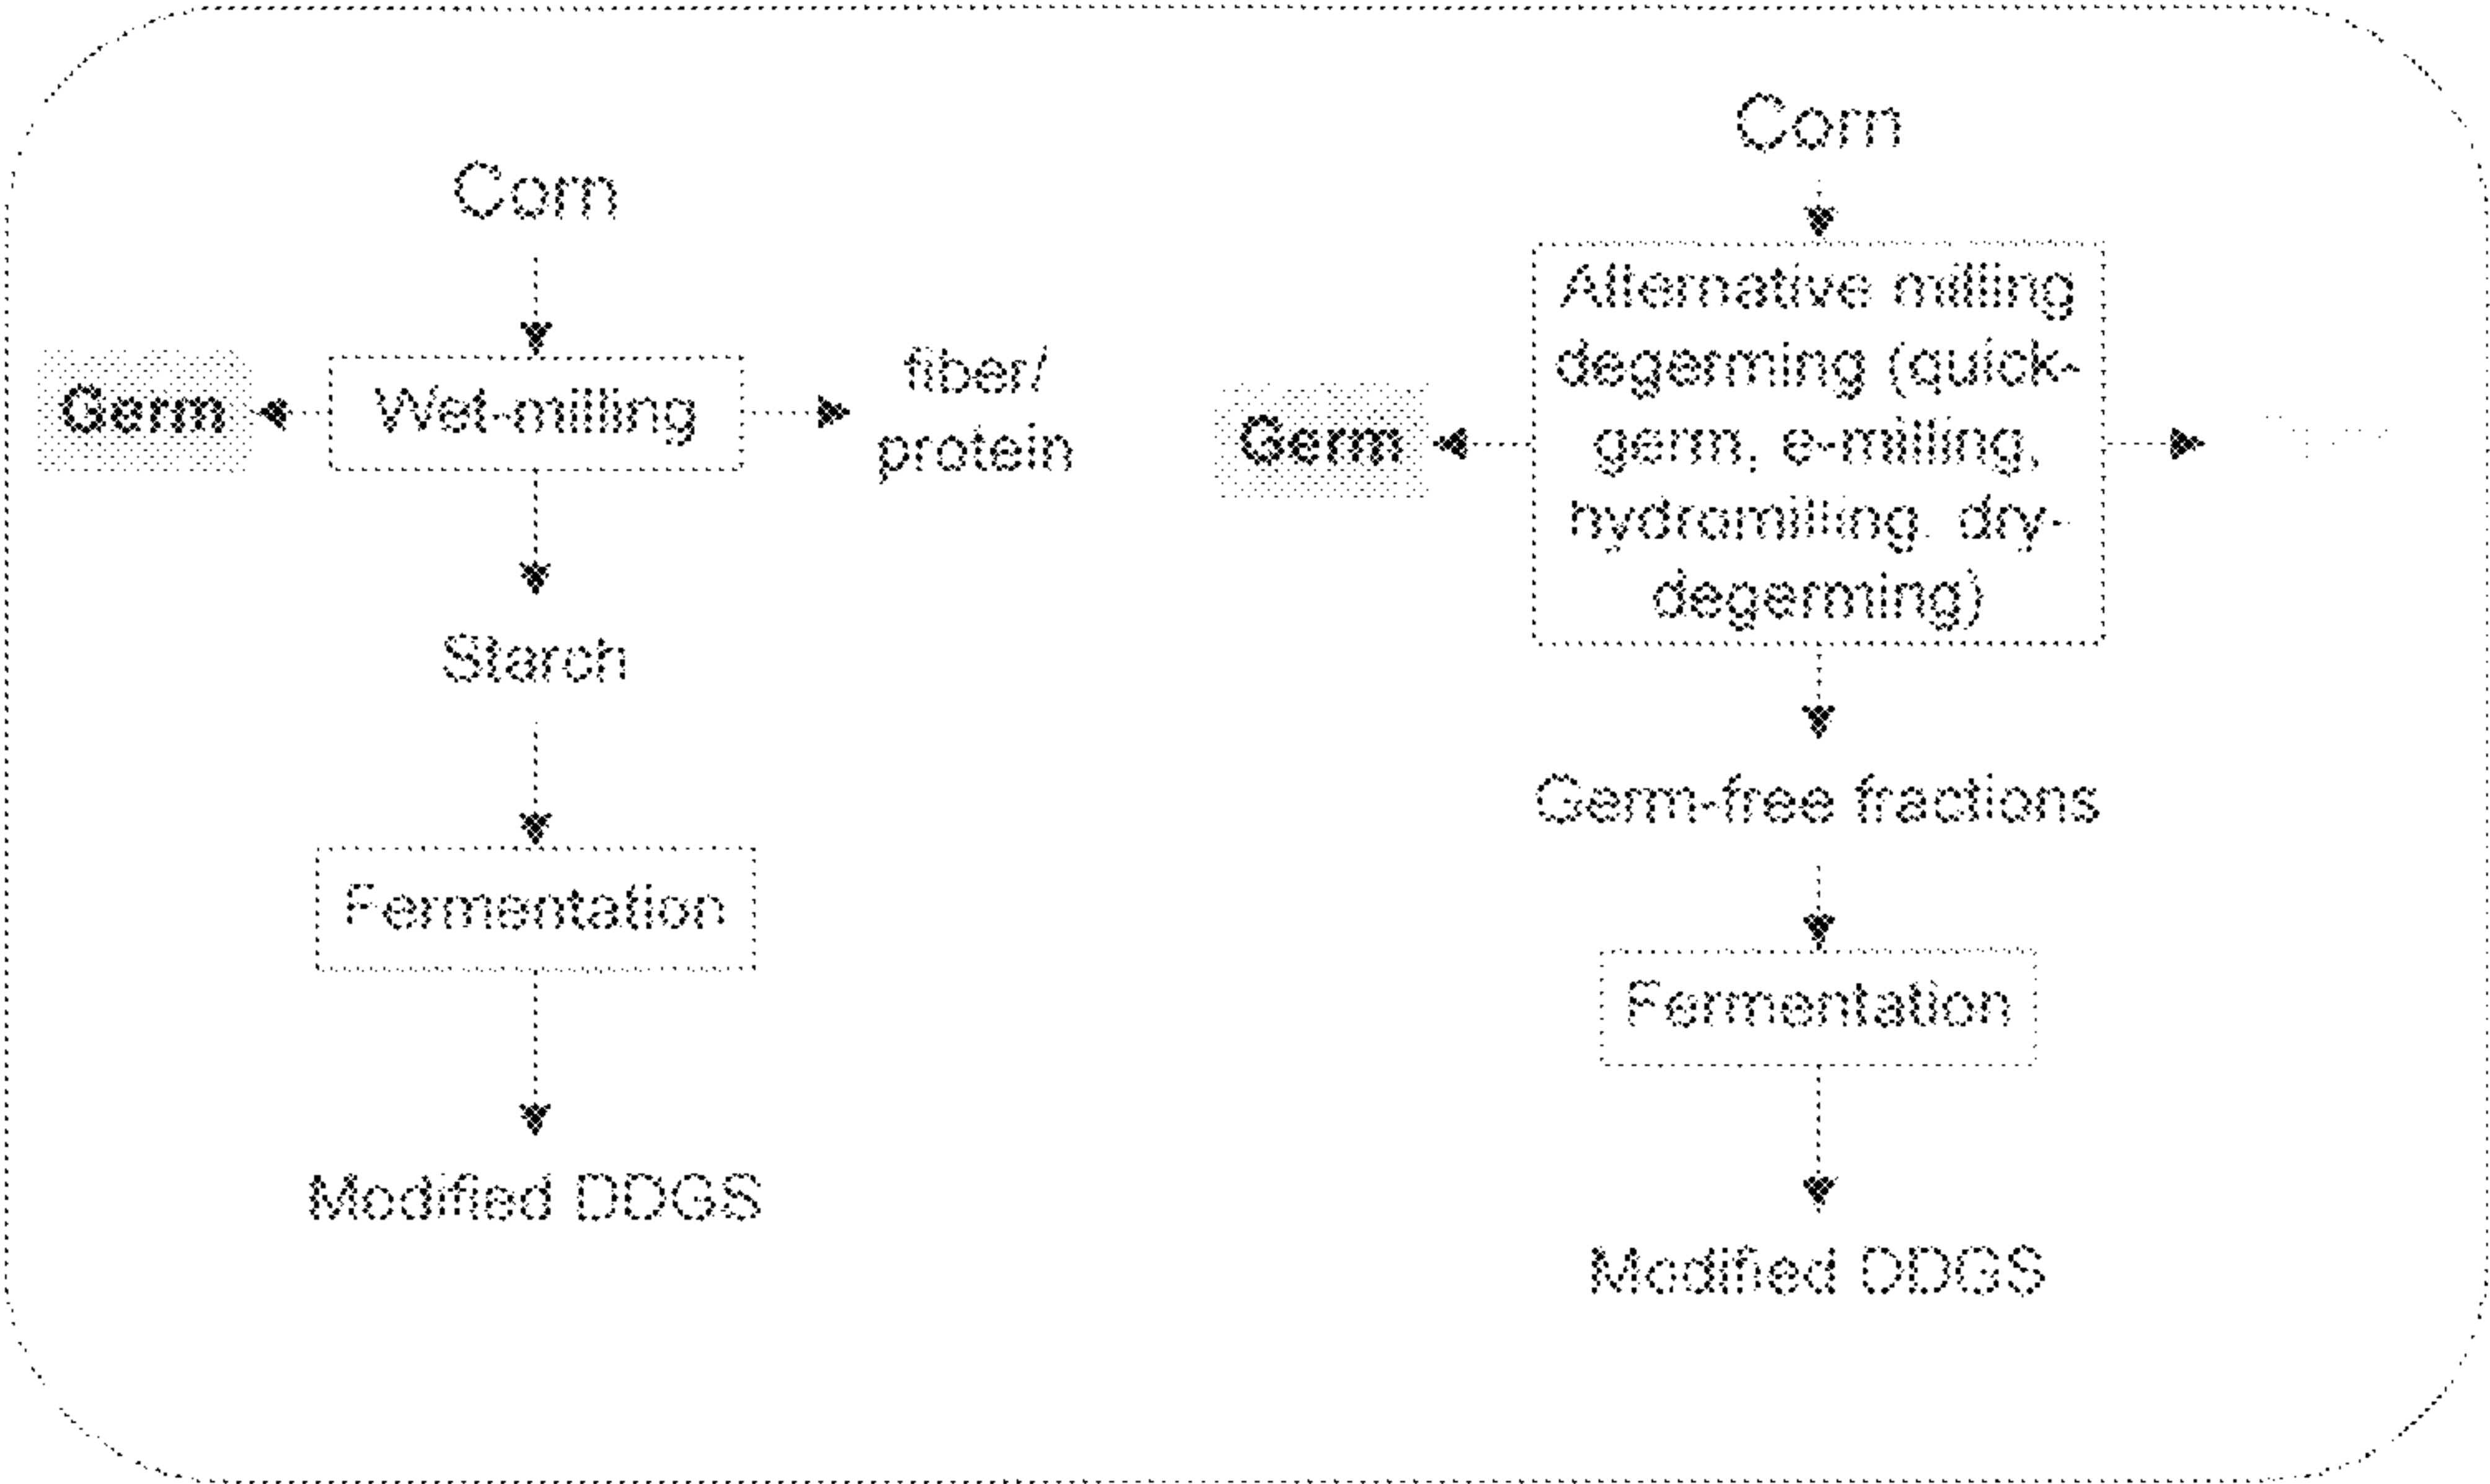 Corn
Germ
Wet-milling
fiber/
protein
Starch
Fermentation
Modified DDGS
Corn
Alternative milling
degerming (quick-
germ, e-milling,
hydromilling, dry-
degerming)
Germ
Germ-free fractions
Fermentation
Modified DDGS